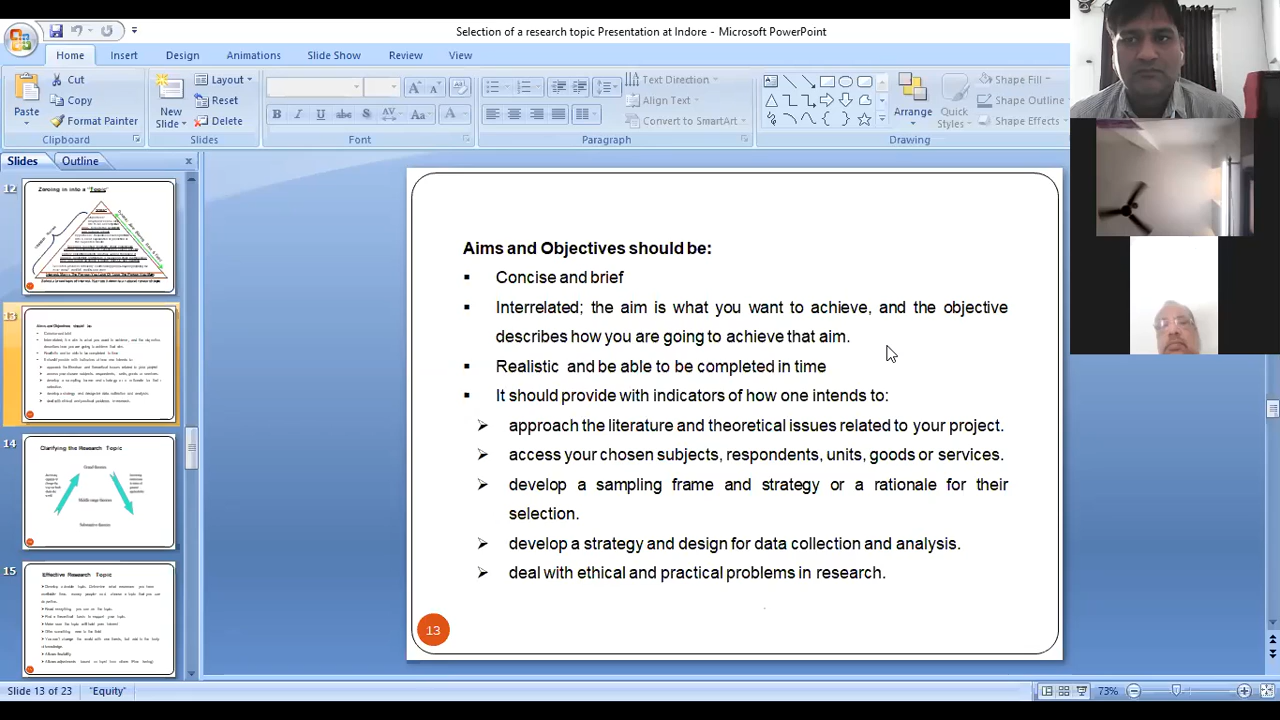 Selection of a research topic Presentation at Indore - Microsoft PowerPoint
Home Insert Design Animations Slide Show Review View
Cut
Copy
Format Painter
Paste
Clipboard
New Slide
Layout
Reset
Delete
Slides
Font
Text Direction
Align Text
Convert to SmartArt
Paragraph
Arrange
Quick Styles
Shape Fill
Shape Outline
Shape Effects
Drawing
Slides Outline
12
Zeroing in into a "Topic"
13
14
Clarifying the Research Topic
15
Effective Research Topic
Aims and Objectives should be:
Concise and brief
Interrelated; the aim is what you want to achieve, and the objective
describes how you are going to achieve that aim.
Realistic and be able to be completed in time.
It should provide with indicators of how one intends to:
approach the literature and theoretical issues related to your project.
access your chosen subjects, respondents, units, goods or services.
develop a sampling frame and strategy or a rationale for their
selection.
develop a strategy and design for data collection and analysis.
deal with ethical and practical problems in research.
13
Slide 13 of 23 "Equity" 73%